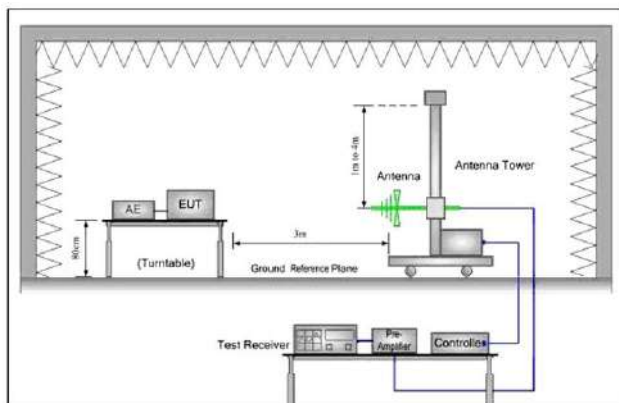 1m to 4m
Antenna
Antenna Tower
AE
EUT
80cm
(Turntable)
3m
Ground Reference Plane
Test Receiver
Pre-
Amplifier
Controller